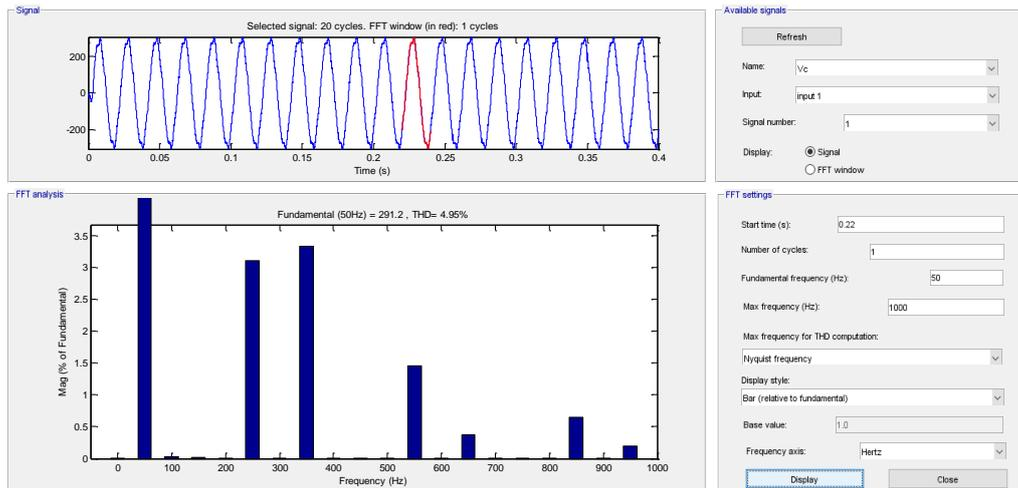 Signal
Selected signal: 20 cycles. FFT window (in red): 1 cycles
200
0
-200
0
0.05
0.1
0.15
0.2
0.25
0.3
0.35
0.4
Time (s)
Available signals
Refresh
Name:
Vc
Input:
input 1
Signal number:
1
Display:
Signal
FFT window
FFT analysis
Fundamental (50Hz) = 291.2 , THD= 4.95%
3.5
3
2.5
2
1.5
1
0.5
0
Mag (% of Fundamental)
0
100
200
300
400
500
600
700
800
900
1000
Frequency (Hz)
FFT settings
Start time (s):
0.22
Number of cycles:
1
Fundamental frequency (Hz):
50
Max frequency (Hz):
1000
Max frequency for THD computation:
Nyquist frequency
Display style:
Bar (relative to fundamental)
Base value:
1.0
Frequency axis:
Hertz
Display
Close